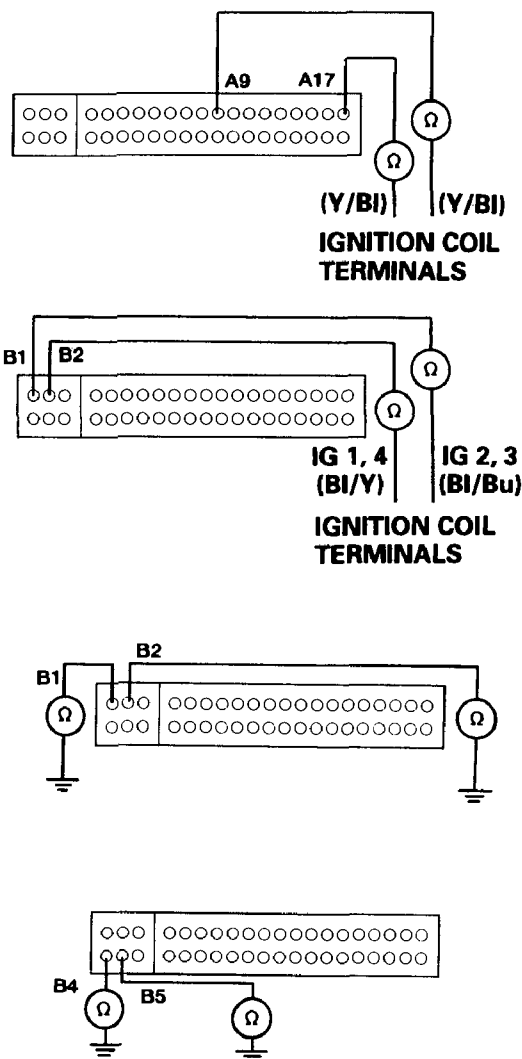 A9 A17
Ω
Ω
(Y/Bl) (Y/Bl)
IGNITION COIL
TERMINALS
B1 B2
Ω
Ω
IG 1, 4 IG 2, 3
(Bl/Y) (Bl/Bu)
IGNITION COIL
TERMINALS
B2
B1
Ω Ω
B4 B5
Ω Ω